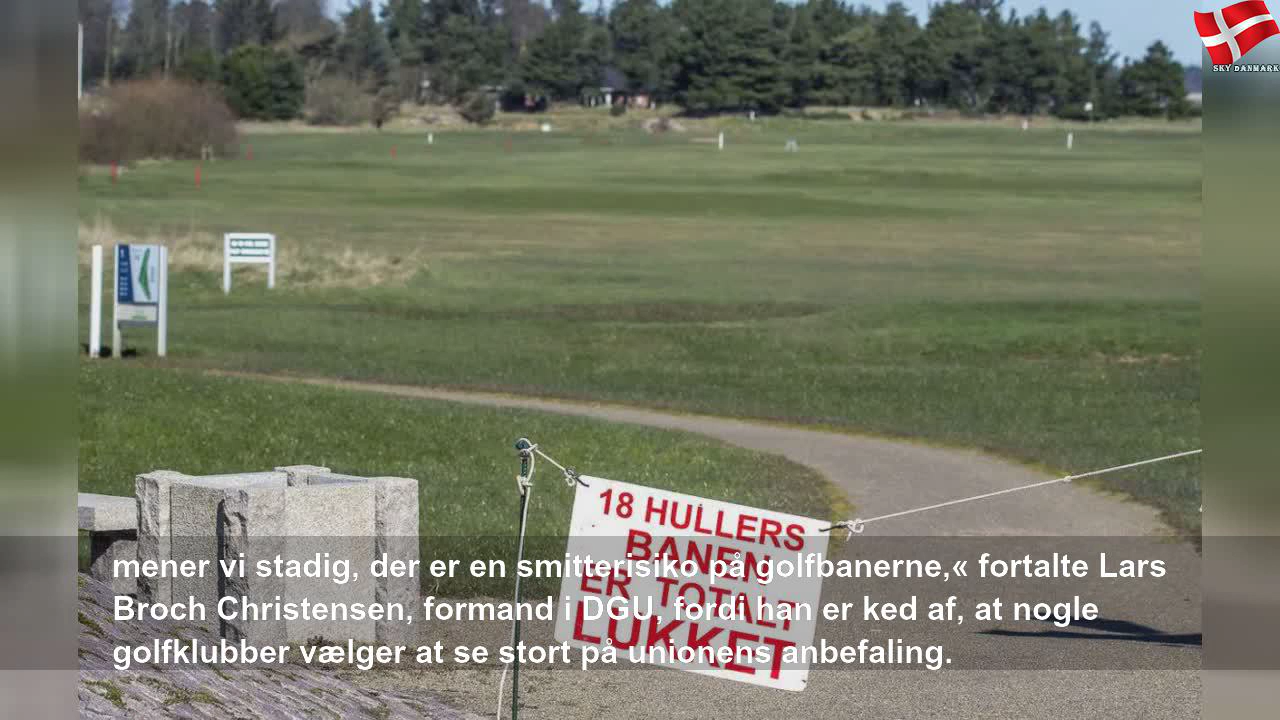 SKY DANMARK
18 HULLERS
BANEN
ER TOTALT
LUKKET
mener vi stadig, der er en smitterisiko på golfbanerne,« fortalte Lars
Broch Christensen, formand i DGU, fordi han er ked af, at nogle
golfklubber vælger at se stort på unionens anbefaling.